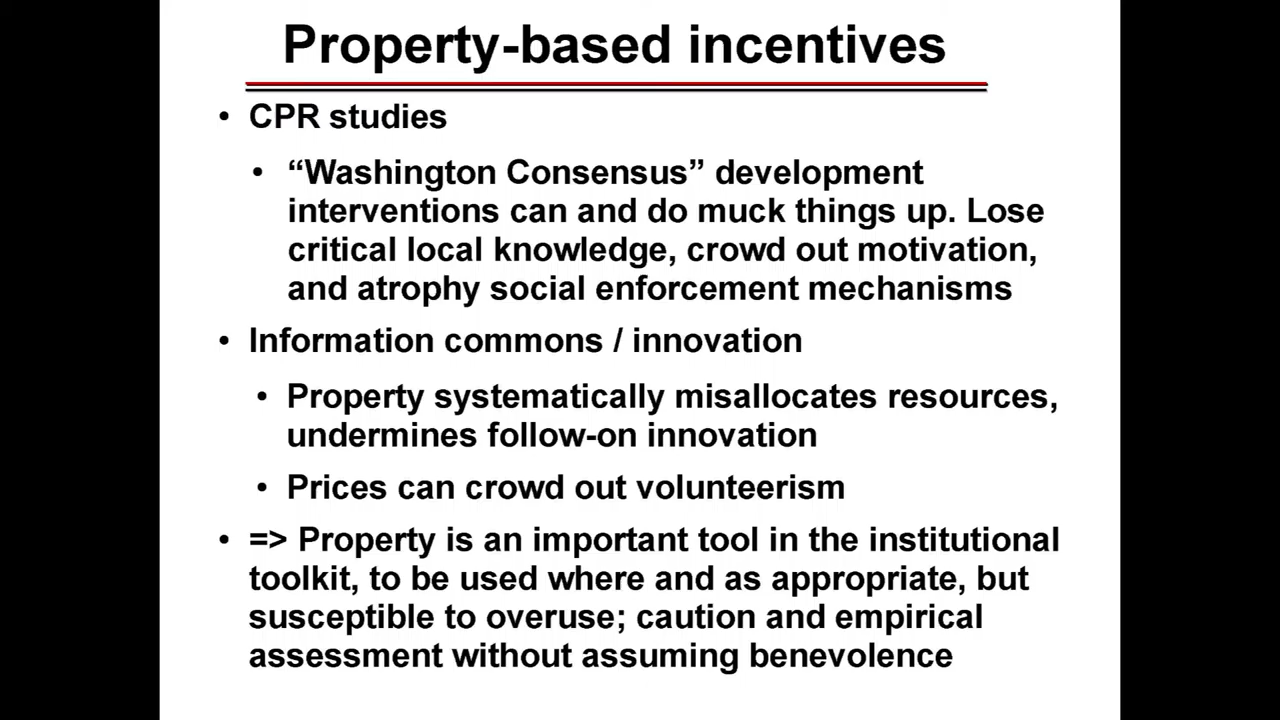 Property-based incentives
• CPR studies
• “Washington Consensus” development
interventions can and do muck things up. Lose
critical local knowledge, crowd out motivation,
and atrophy social enforcement mechanisms
• Information commons / innovation
• Property systematically misallocates resources,
undermines follow-on innovation
• Prices can crowd out volunteerism
• => Property is an important tool in the institutional
toolkit, to be used where and as appropriate, but
susceptible to overuse; caution and empirical
assessment without assuming benevolence